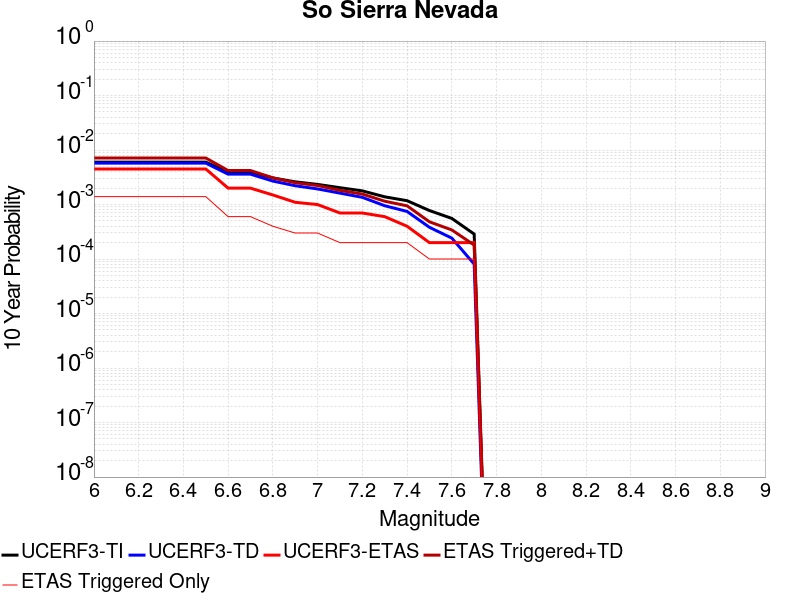 So Sierra Nevada
10^0
10^-1
10^-2
10^-3
10^-4
10^-5
10^-6
10^-7
10^-8
10 Year Probability
6 6.2 6.4 6.6 6.8 7 7.2 7.4 7.6 7.8 8 8.2 8.4 8.6 8.8 9
Magnitude
UCERF3-TI UCERF3-TD UCERF3-ETAS ETAS Triggered+TD
ETAS Triggered Only